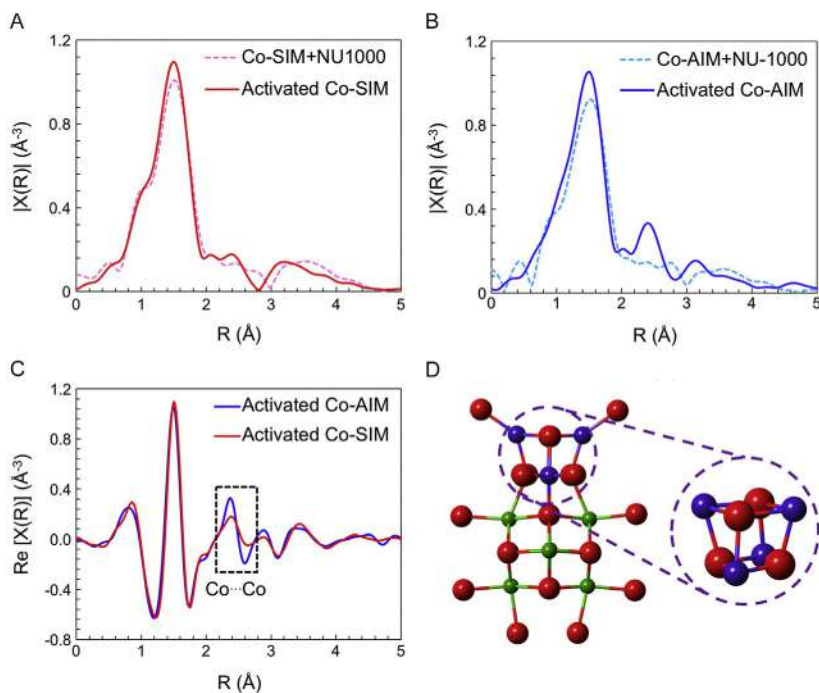 A
1.2
0.8
0.4
0
|X(R)| (Å⁻³)
Co-SIM+NU1000
Activated Co-SIM
0 1 2 3 4 5
R (Å)
B
1.2
0.8
0.4
0
|X(R)| (Å⁻³)
Co-AIM+NU-1000
Activated Co-AIM
0 1 2 3 4 5
R (Å)
C
1.2
0.8
0.4
0.0
-0.4
-0.8
Re [X(R)] (Å⁻³)
Activated Co-AIM
Activated Co-SIM
Co···Co
0 1 2 3 4 5
R (Å)
D